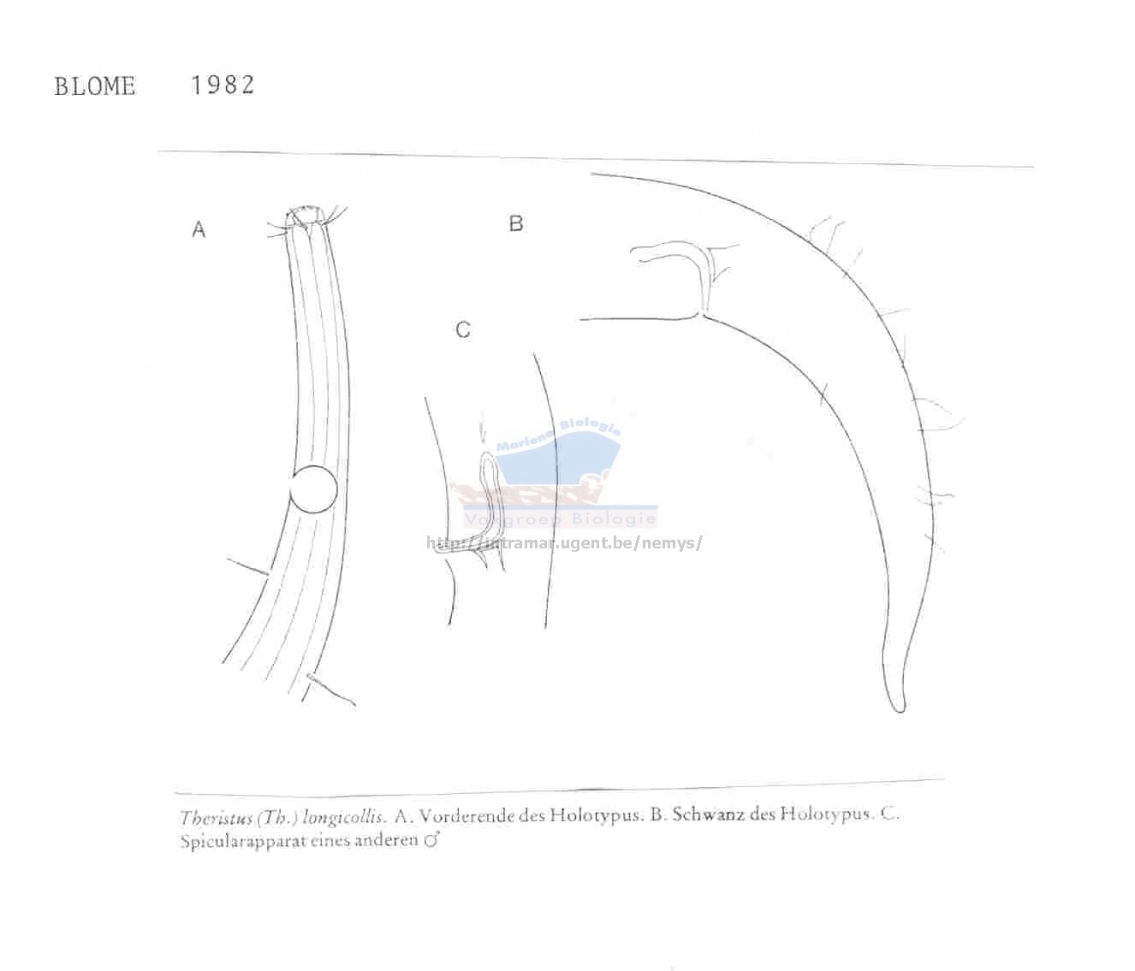 BLOME 1982
A
B
C
Mariene Biologie
Vakgroep Biologie
http://intramar.ugent.be/nemys/
Theristus (Th.) longicollis. A. Vorderende des Holotypus. B. Schwanz des Holotypus. C.
Spicularapparat eines anderen ♂